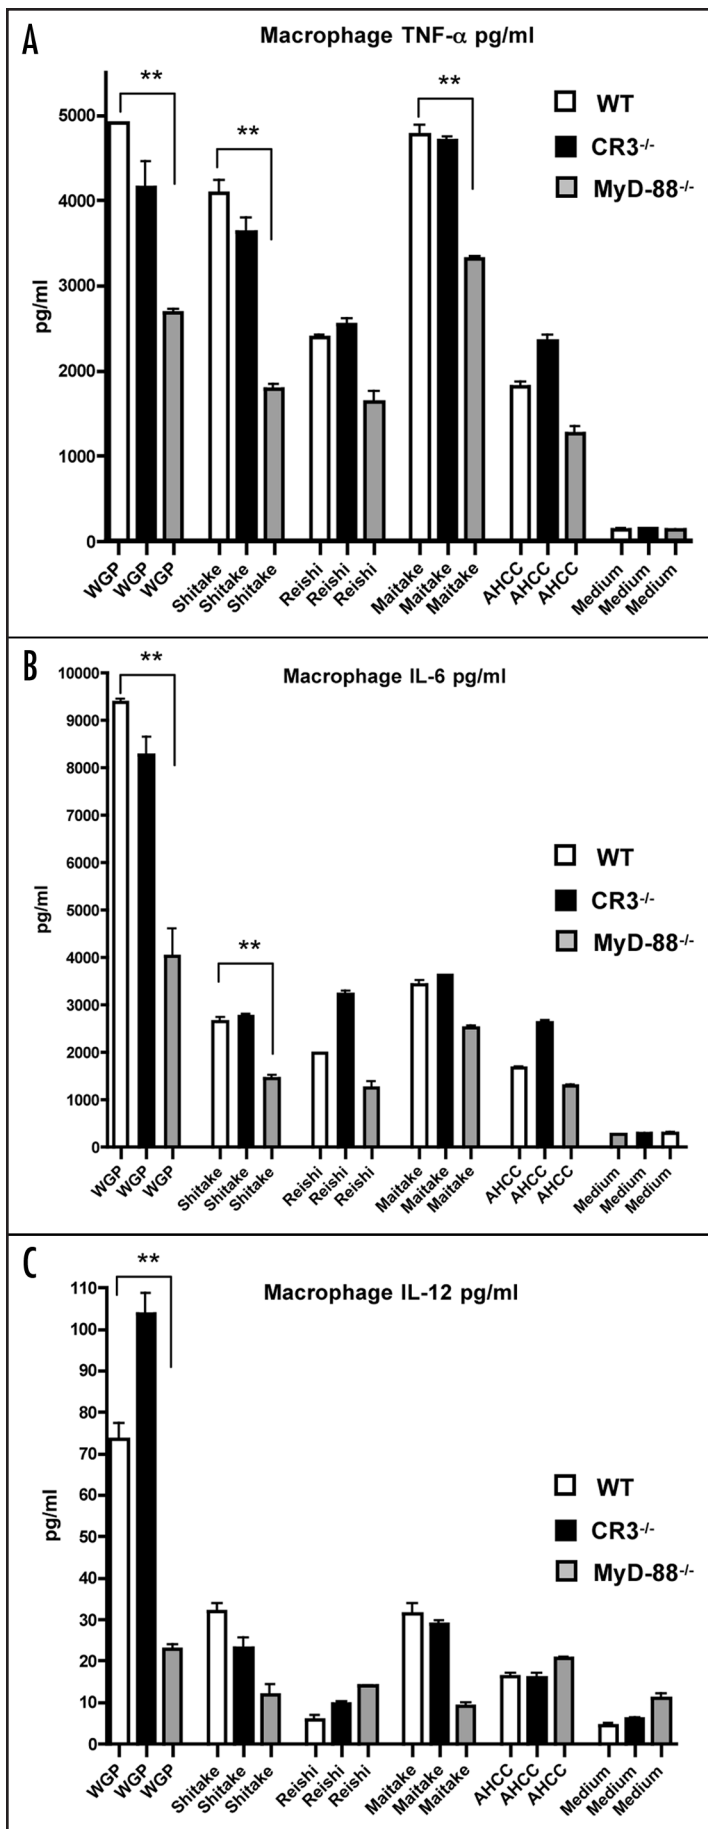 A
Macrophage TNF-α pg/ml
**
**
**
WT
CR3-/-
MyD-88-/-
pg/ml
5000
4000
3000
2000
1000
0
WGP WGP WGP Shitake Shitake Shitake Reishi Reishi Reishi Maitake Maitake Maitake AHCC AHCC AHCC Medium Medium Medium
B
Macrophage IL-6 pg/ml
**
**
WT
CR3-/-
MyD-88-/-
pg/ml
10000
9000
8000
7000
6000
5000
4000
3000
2000
1000
0
WGP WGP WGP Shitake Shitake Shitake Reishi Reishi Reishi Maitake Maitake Maitake AHCC AHCC AHCC Medium Medium Medium
C
Macrophage IL-12 pg/ml
**
WT
CR3-/-
MyD-88-/-
pg/ml
110
100
90
80
70
60
50
40
30
20
10
0
WGP WGP WGP Shitake Shitake Shitake Reishi Reishi Reishi Maitake Maitake Maitake AHCC AHCC AHCC Medium Medium Medium